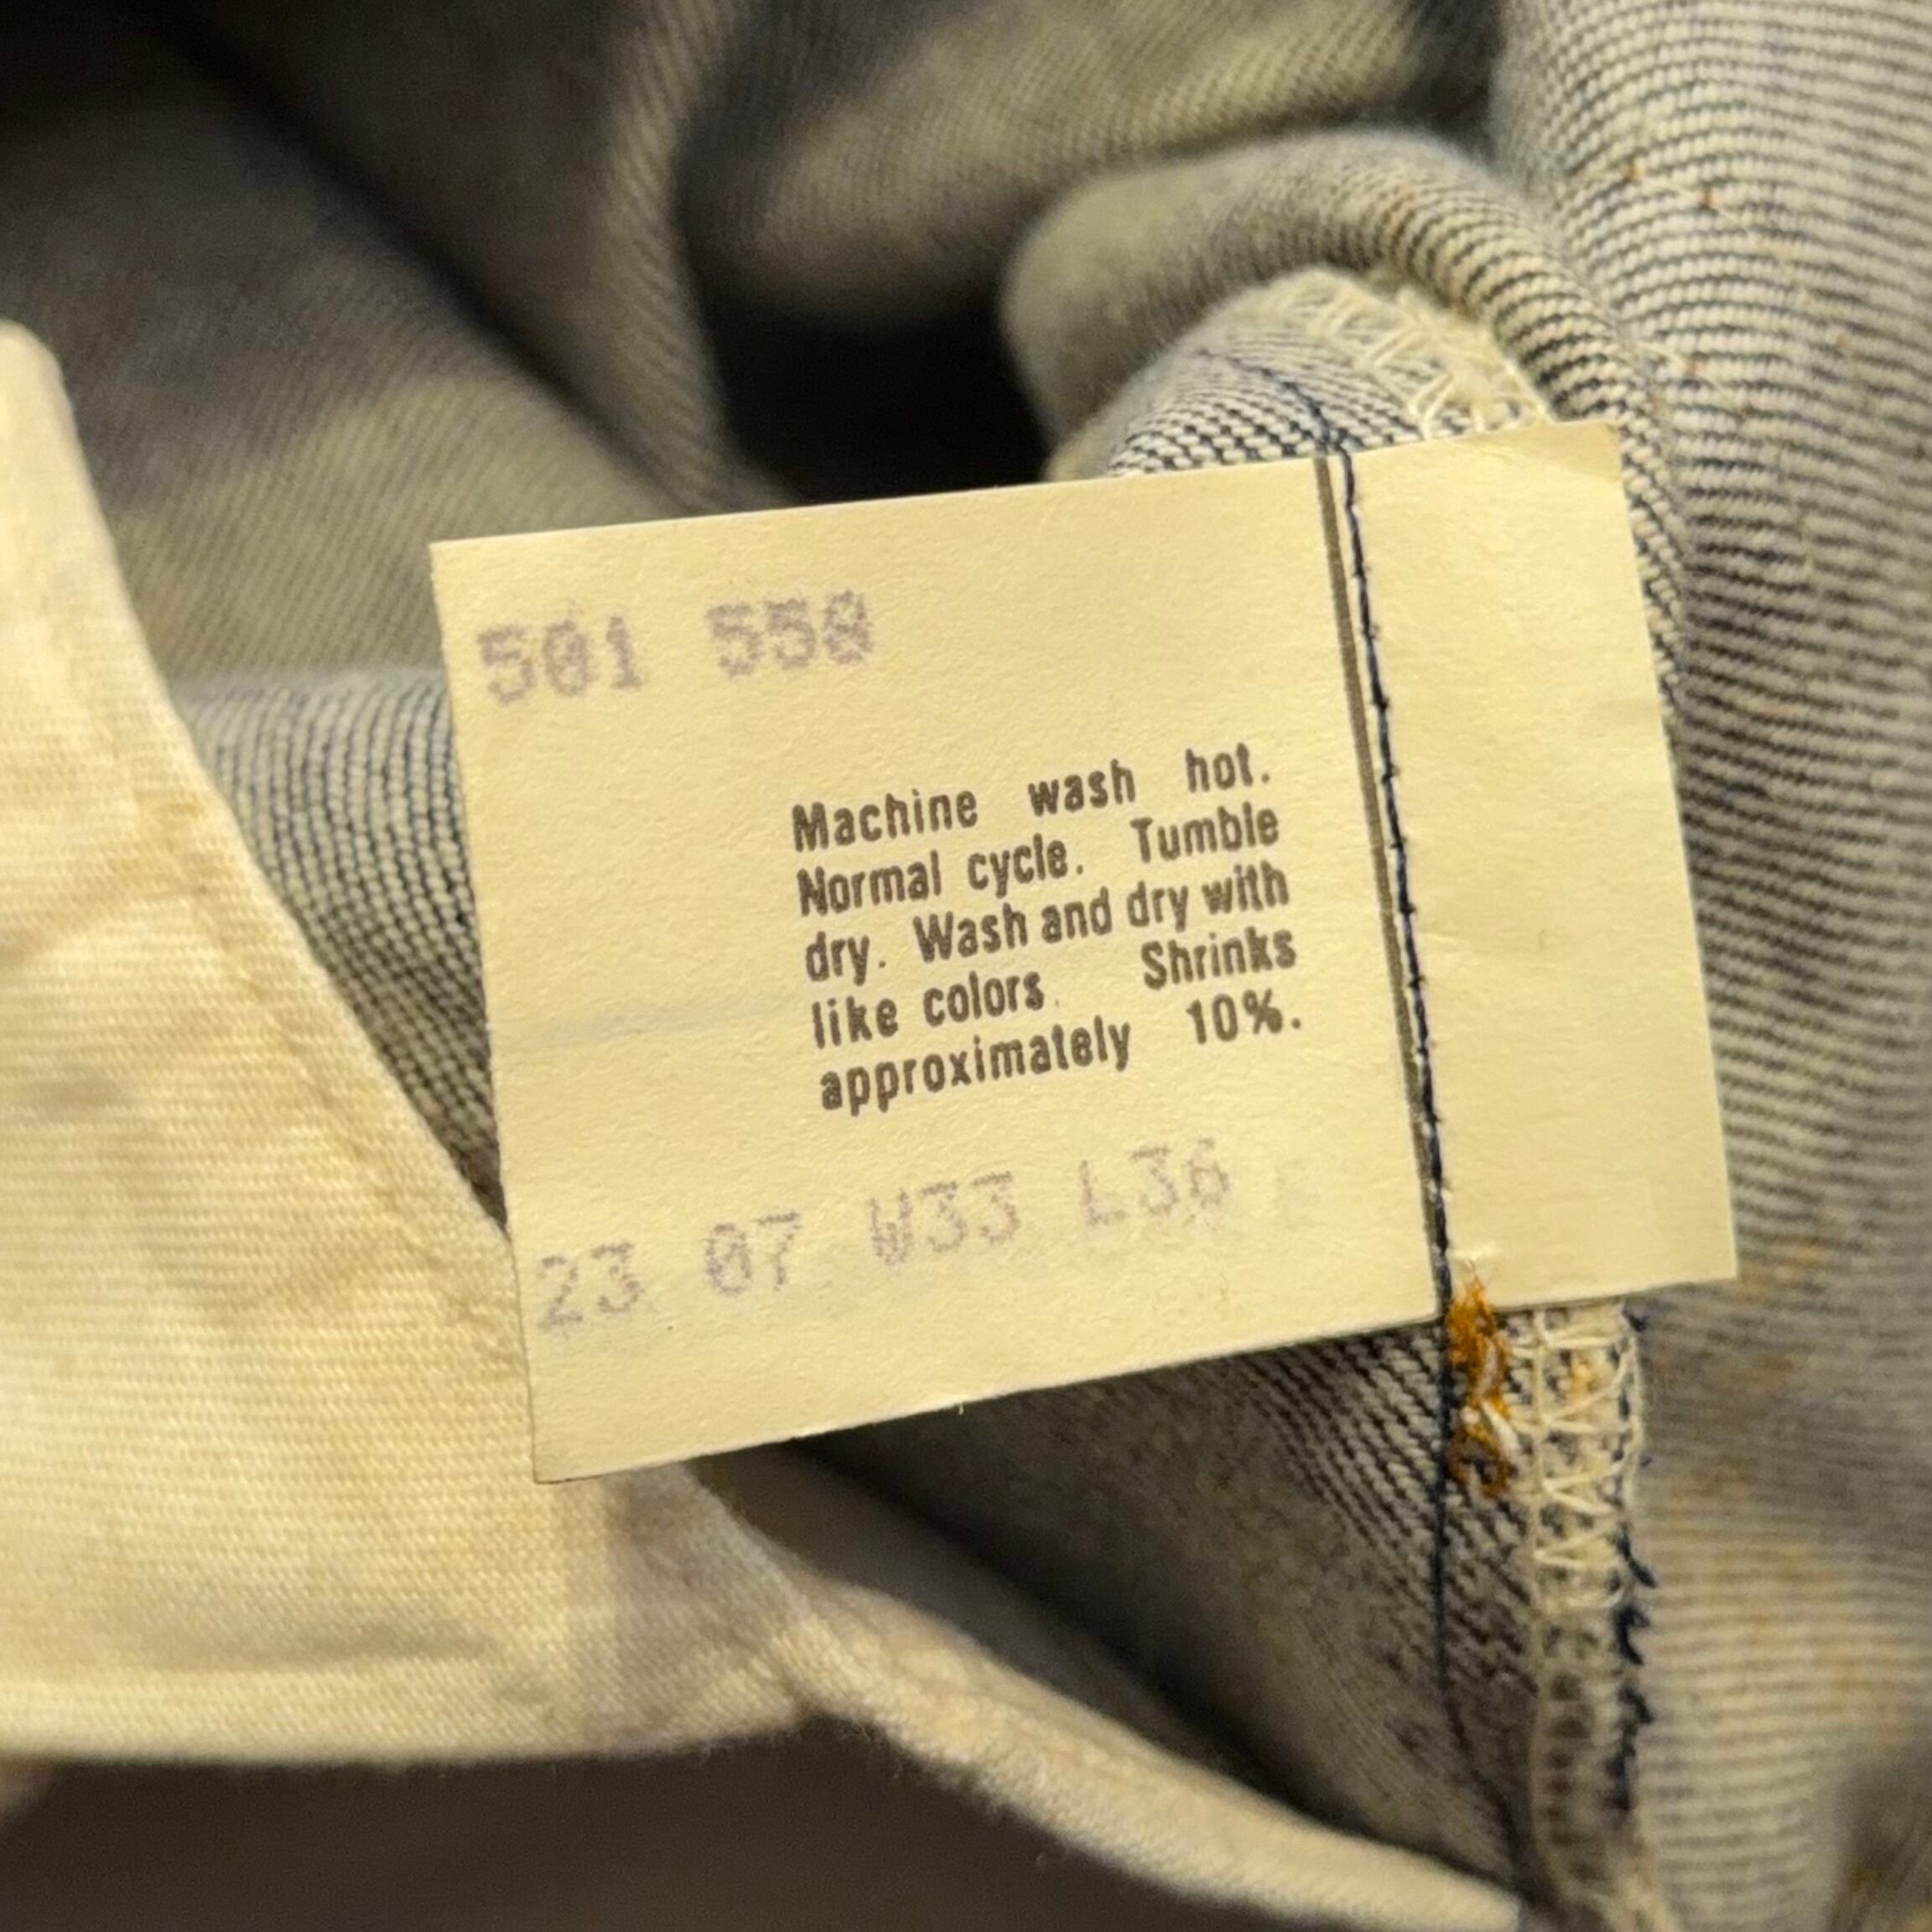 501 550
Machine wash hot.
Normal cycle. Tumble
dry. Wash and dry with
like colors. Shrinks
approximately 10%.
23 07 W33 L36